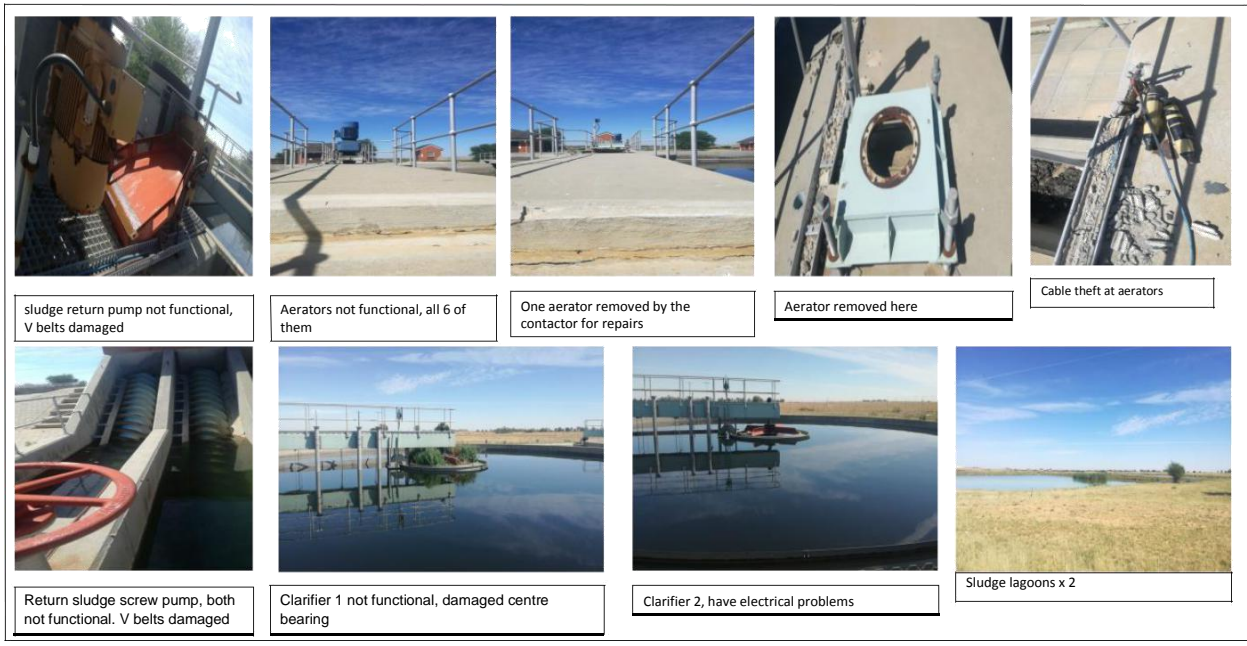 sludge return pump not functional,
V belts damaged
Aerators not functional, all 6 of
them
One aerator removed by the
contactor for repairs
Aerator removed here
Cable theft at aerators
Return sludge screw pump, both
not functional. V belts damaged
Clarifier 1 not functional, damaged centre
bearing
Clarifier 2, have electrical problems
Sludge lagoons x 2